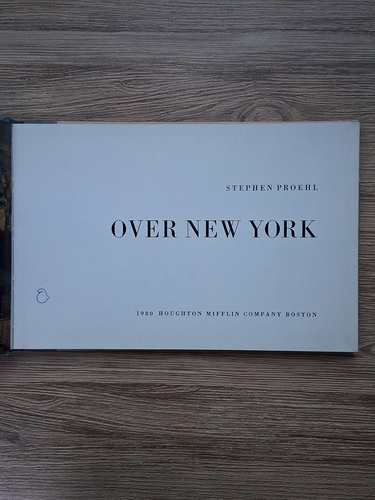 STEPHEN PROEHL
OVER NEW YORK
1980 HOUGHTON MIFFLIN COMPANY BOSTON